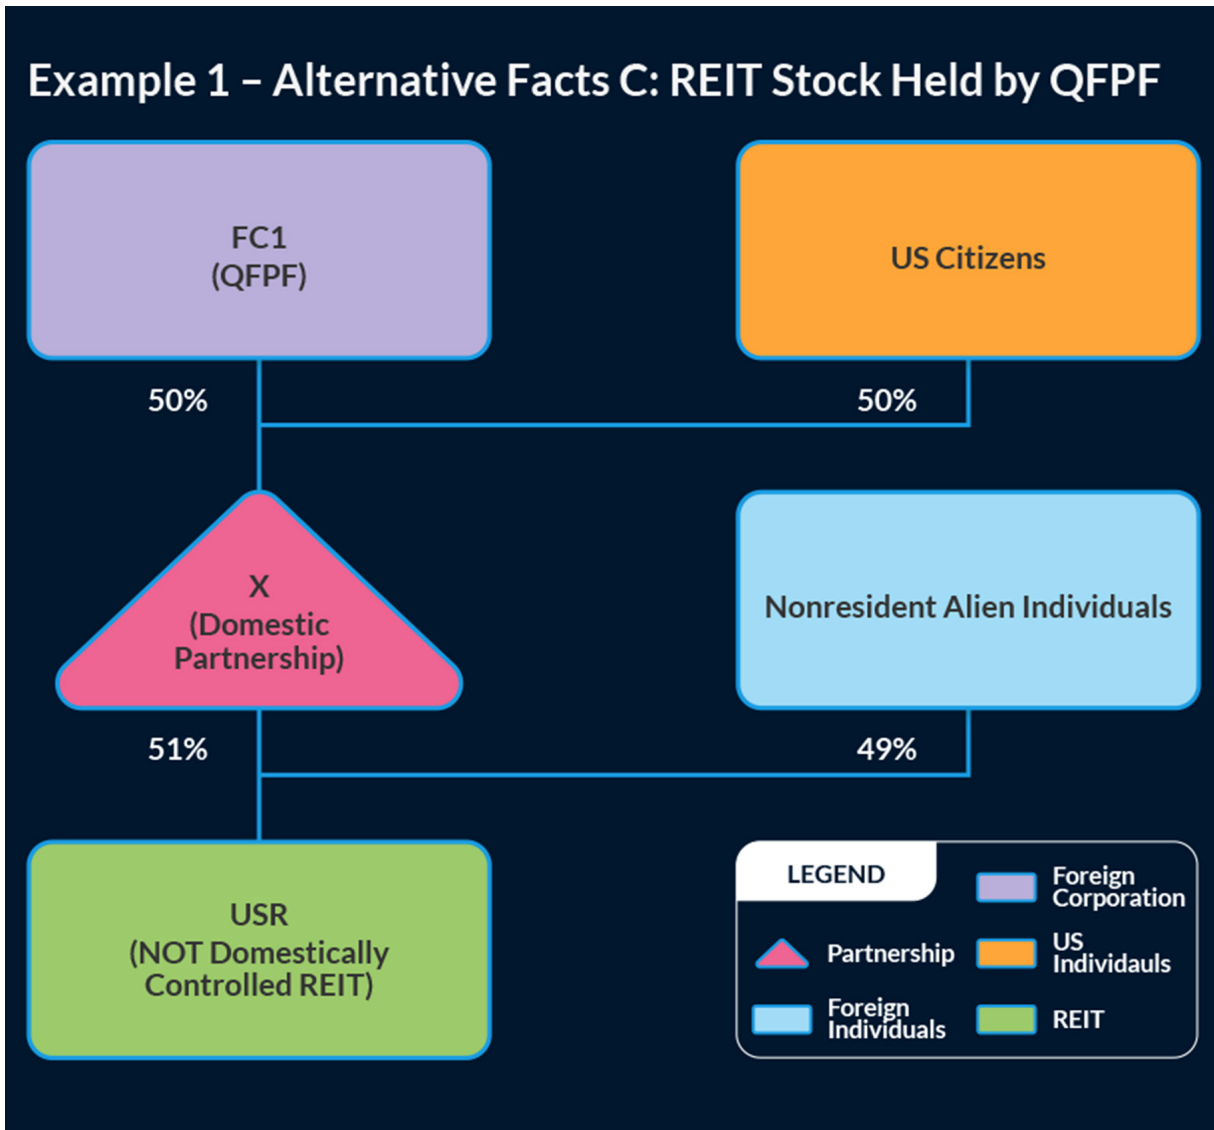 Example 1 – Alternative Facts C: REIT Stock Held by QFPF
FC1
(QFPF)
US Citizens
50%
50%
X
(Domestic
Partnership)
Nonresident Alien Individuals
51%
49%
USR
(NOT Domestically
Controlled REIT)
LEGEND
Foreign
Corporation
Partnership
US
Individauls
Foreign
Individuals
REIT